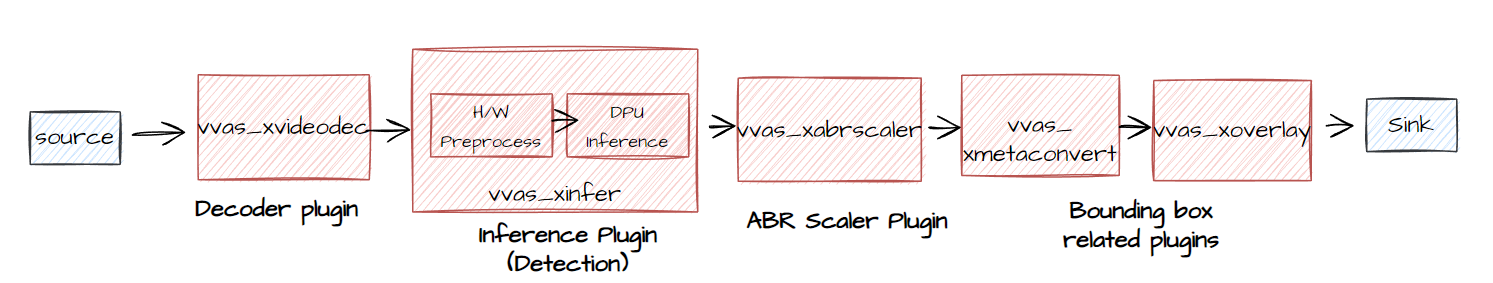 source
vvas_xvideodec
Decoder plugin
H/W
Preprocess
DPU
Inference
vvas_xinfer
Inference Plugin
(Detection)
vvas_xabrscaler
ABR Scaler Plugin
vvas_
xmetaconvert
vvas_xoverlay
Bounding box
related plugins
Sink